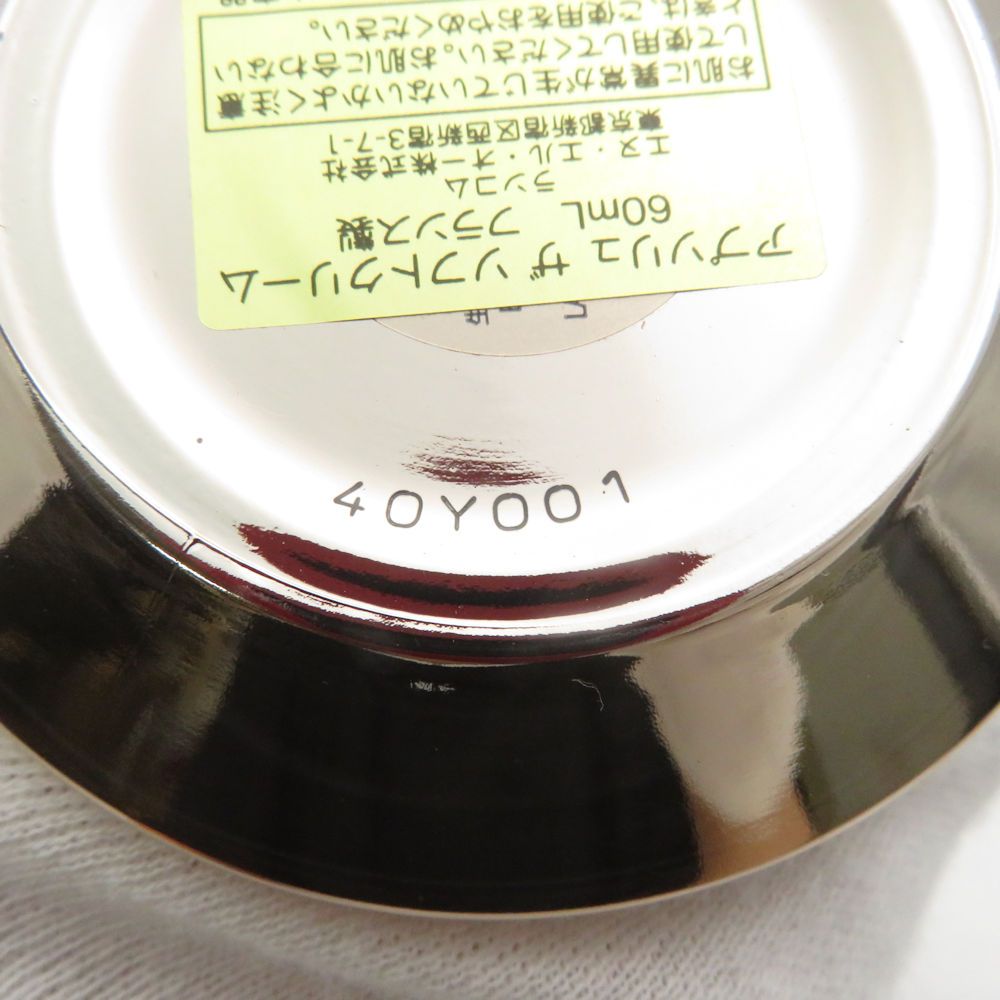 アプソリュ ザ ソフトクリーム
60mL フランス製
ランコム
エヌ・エル・オー株式会社
東京都新宿区西新宿3-7-1
お肌に異常が生じていないかよく注意
して使用してください。お肌に合わない
ときは、ご使用をおやめください。
40Y001